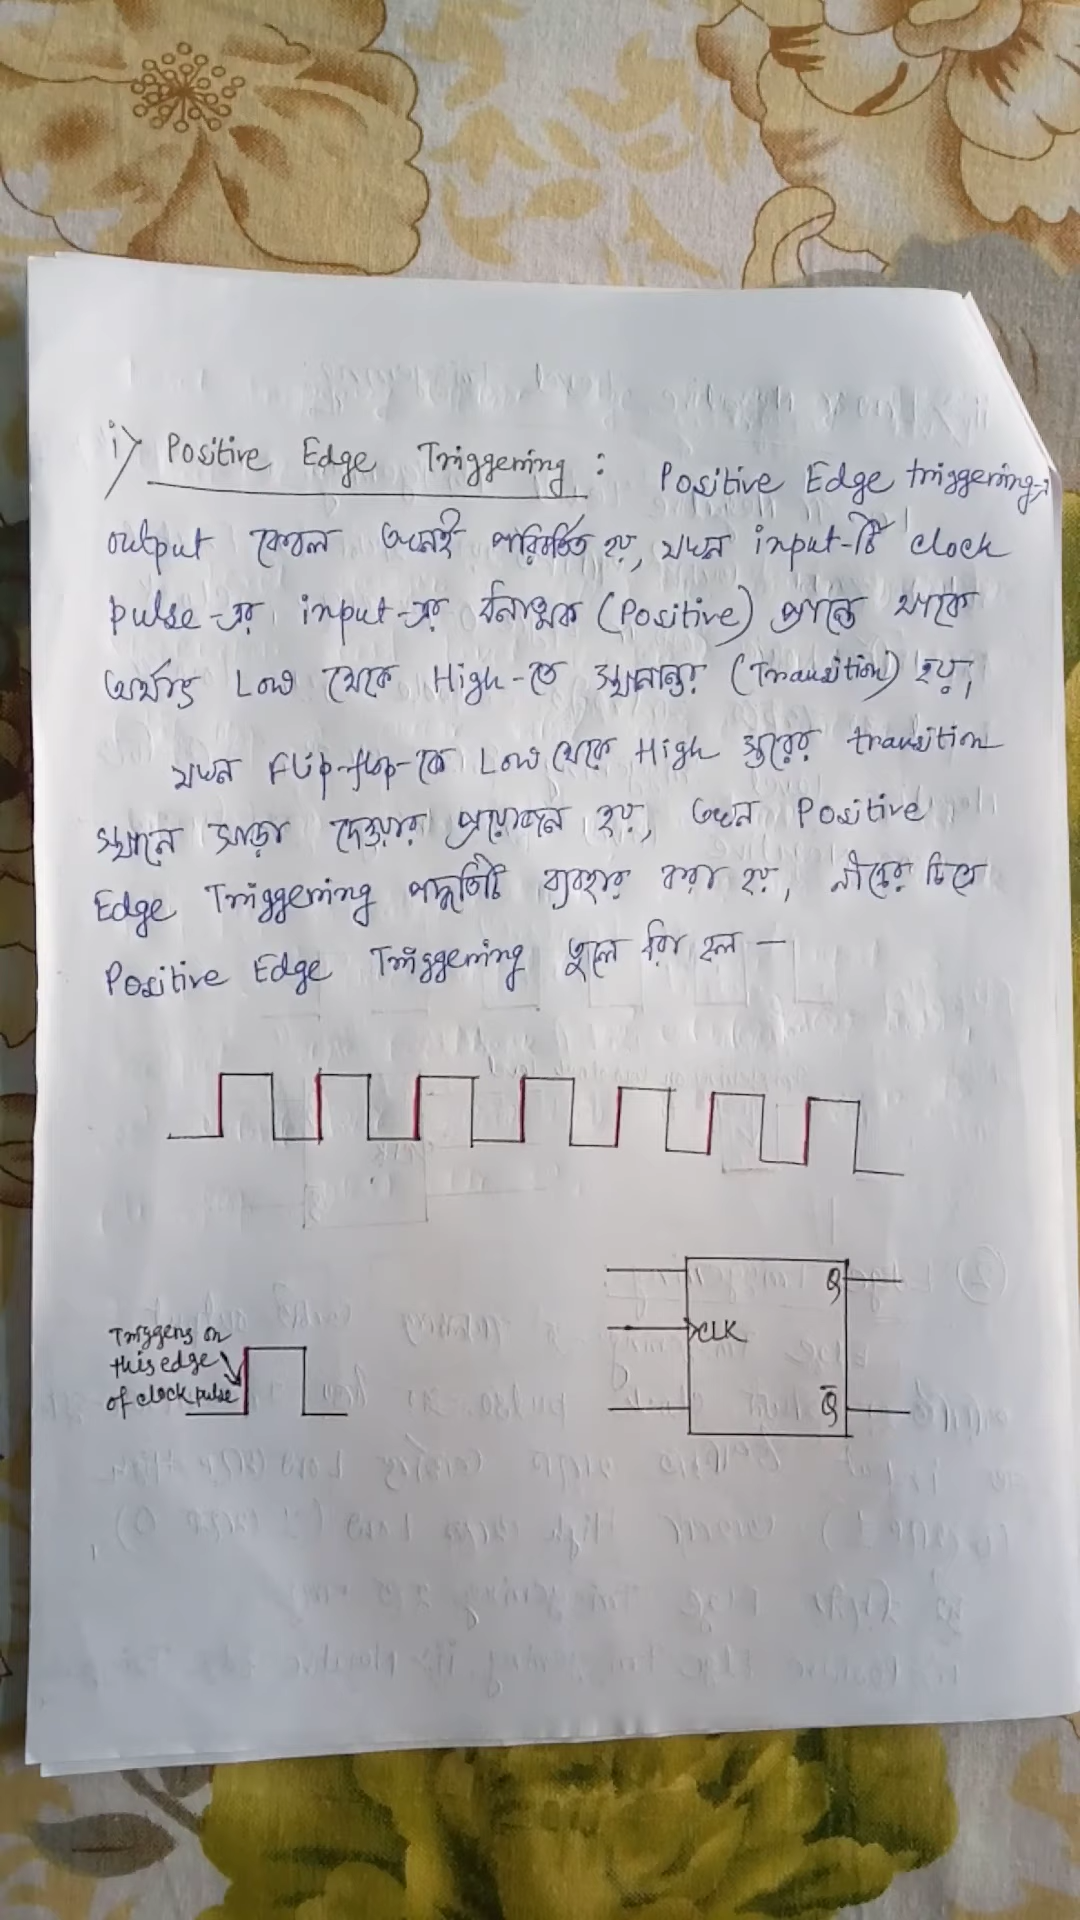 i) Positive Edge Triggering : Positive Edge triggering-এ
output কেবল তখনই পরিবর্তিত হয়, যখন input-টি clock
pulse-এর input-এর ধনাত্মক (Positive) প্রান্তে থাকে
অর্থাৎ Low থেকে High-তে স্থানান্তর (Transition) হয়,
যখন Flip-flop-কে Low থেকে High স্তরের transition
স্থানে সাড়া দেওয়ার প্রয়োজন হয়, তখন Positive
Edge Triggering পদ্ধতিটি ব্যবহার করা হয়, নীচের চিত্রে
Positive Edge Triggering তুলে ধরা হল —
Q
CLK
Triggers on
this edge
of clock pulse
Q̅